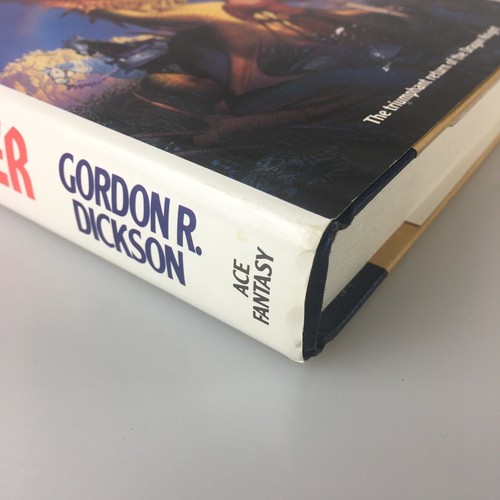 The triumphant return of the Dragon Knight
ER
GORDON R.
DICKSON
ACE
FANTASY